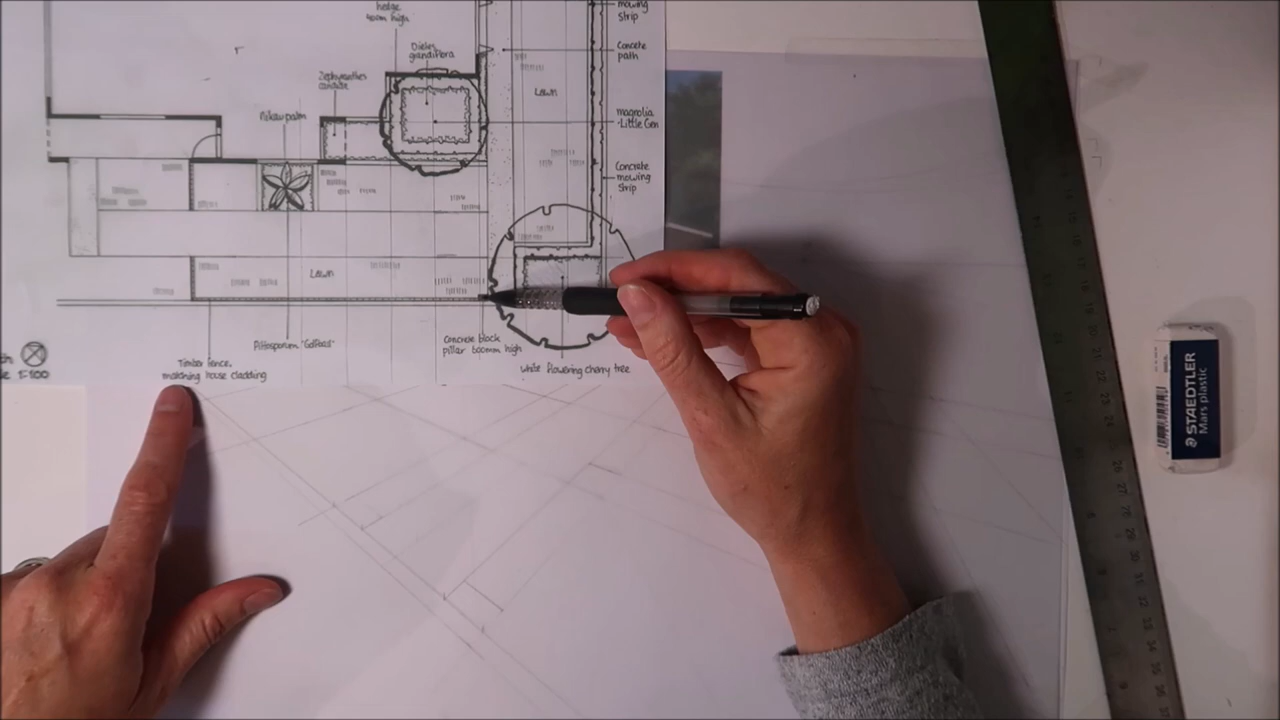 hedge
400m high
Dietes
grandiflora
Zephyranthes
candida
Nikau palm
mowing
strip
Concrete
path
Lawn
magnolia
-Little Gem
Concrete
mowing
strip
Lawn
Pittosporum 'Golfball'
Concrete block
pillar 600mm high
White flowering cherry tree
Timber fence,
matching house cladding
1:100
STAEDTLER
Mars plastic